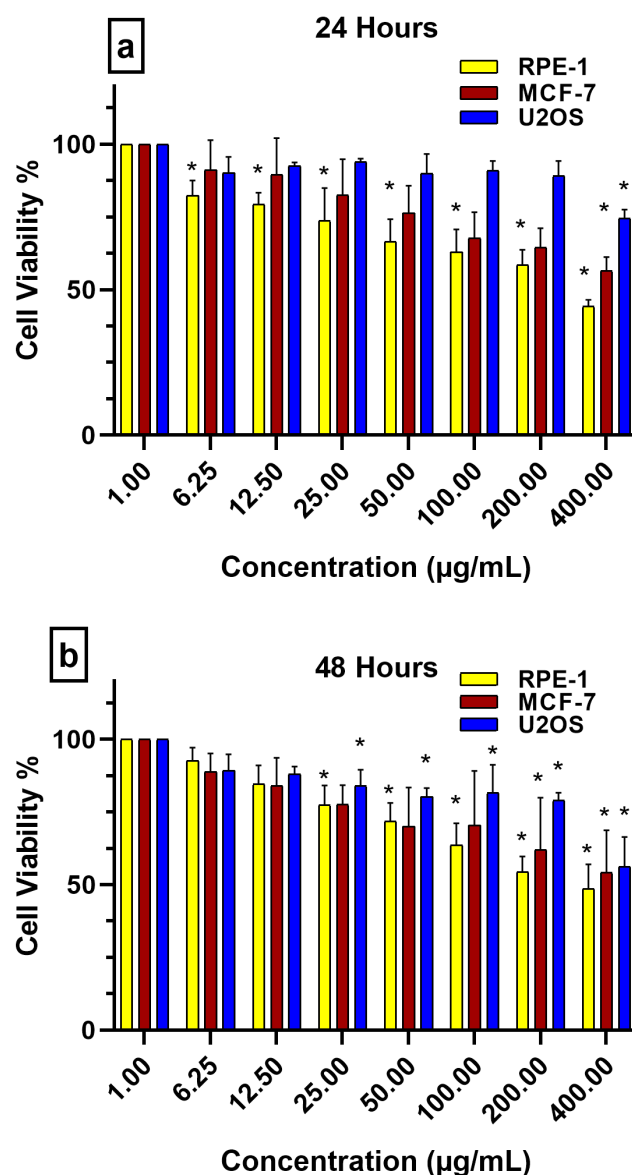 a
24 Hours
RPE-1
MCF-7
U2OS
Cell Viability %
100
50
0
* * * * * * * * *
1.00 6.25 12.50 25.00 50.00 100.00 200.00 400.00
Concentration (µg/mL)
b
48 Hours
RPE-1
MCF-7
U2OS
Cell Viability %
100
50
0
* * * * * * * * * * * *
1.00 6.25 12.50 25.00 50.00 100.00 200.00 400.00
Concentration (µg/mL)